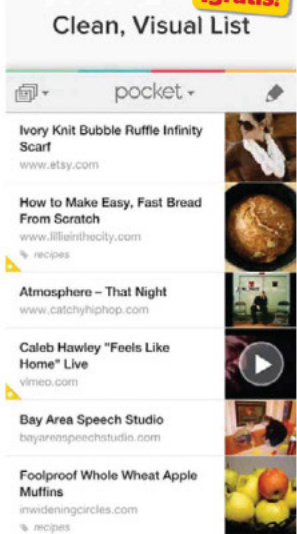 ¡gratis!
Clean, Visual List
pocket
Ivory Knit Bubble Ruffle Infinity
Scarf
www.etsy.com
How to Make Easy, Fast Bread
From Scratch
www.lillieinthecity.com
recipes
Atmosphere – That Night
www.catchyhiphop.com
Caleb Hawley "Feels Like
Home" Live
vimeo.com
Bay Area Speech Studio
bayareaspeechstudio.com
Foolproof Whole Wheat Apple
Muffins
inwideningcircles.com
recipes